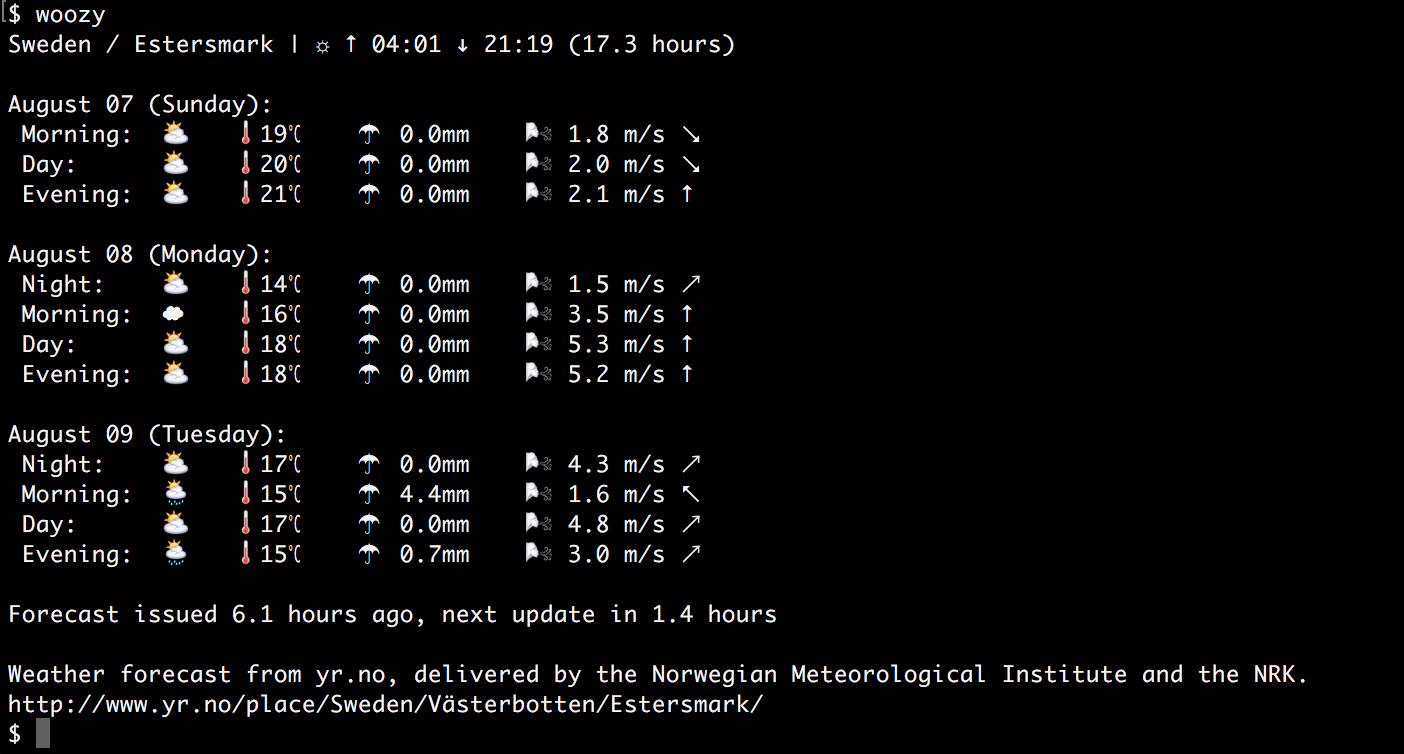 $ woozy
Sweden / Estersmark | ☼ ↑ 04:01 ↓ 21:19 (17.3 hours)
August 07 (Sunday):
Morning: ⛅ 🌡19℃ ☂ 0.0mm 🌬 1.8 m/s ↘
Day: ⛅ 🌡20℃ ☂ 0.0mm 🌬 2.0 m/s ↘
Evening: ⛅ 🌡21℃ ☂ 0.0mm 🌬 2.1 m/s ↑
August 08 (Monday):
Night: ⛅ 🌡14℃ ☂ 0.0mm 🌬 1.5 m/s ↗
Morning: ☁ 🌡16℃ ☂ 0.0mm 🌬 3.5 m/s ↑
Day: ⛅ 🌡18℃ ☂ 0.0mm 🌬 5.3 m/s ↑
Evening: ⛅ 🌡18℃ ☂ 0.0mm 🌬 5.2 m/s ↑
August 09 (Tuesday):
Night: ⛅ 🌡17℃ ☂ 0.0mm 🌬 4.3 m/s ↗
Morning: 🌦 🌡15℃ ☂ 4.4mm 🌬 1.6 m/s ↖
Day: ⛅ 🌡17℃ ☂ 0.0mm 🌬 4.8 m/s ↗
Evening: 🌦 🌡15℃ ☂ 0.7mm 🌬 3.0 m/s ↗
Forecast issued 6.1 hours ago, next update in 1.4 hours
Weather forecast from yr.no, delivered by the Norwegian Meteorological Institute and the NRK.
http://www.yr.no/place/Sweden/Västerbotten/Estersmark/
$